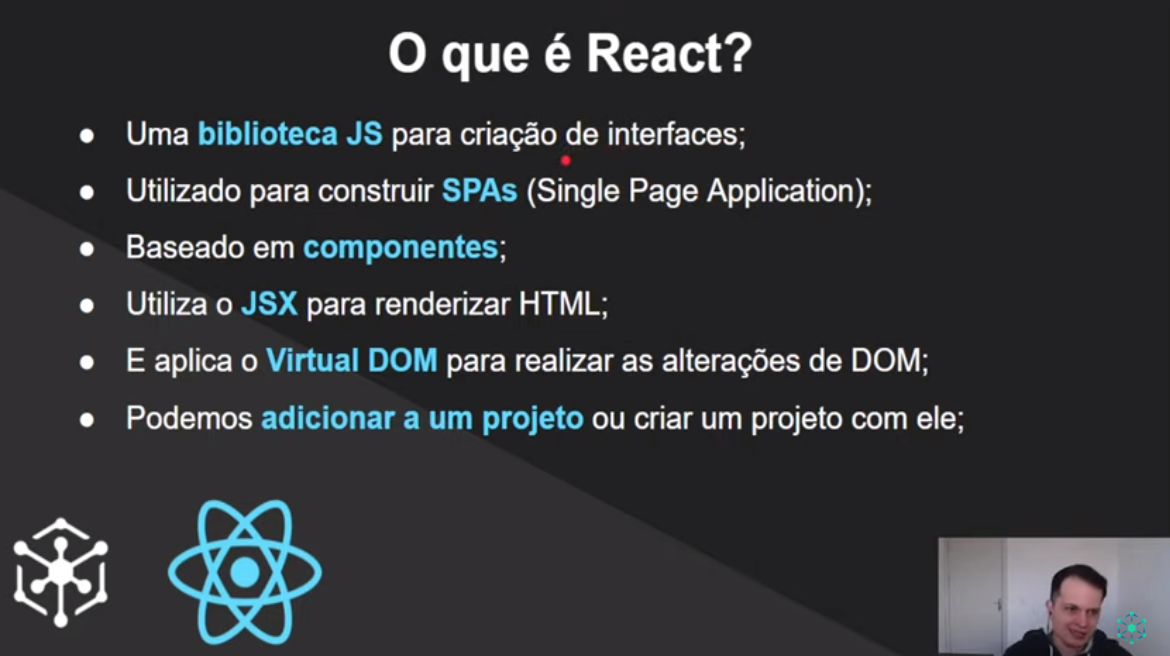 O que é React?
● Uma biblioteca JS para criação de interfaces;
● Utilizado para construir SPAs (Single Page Application);
● Baseado em componentes;
● Utiliza o JSX para renderizar HTML;
● E aplica o Virtual DOM para realizar as alterações de DOM;
● Podemos adicionar a um projeto ou criar um projeto com ele;